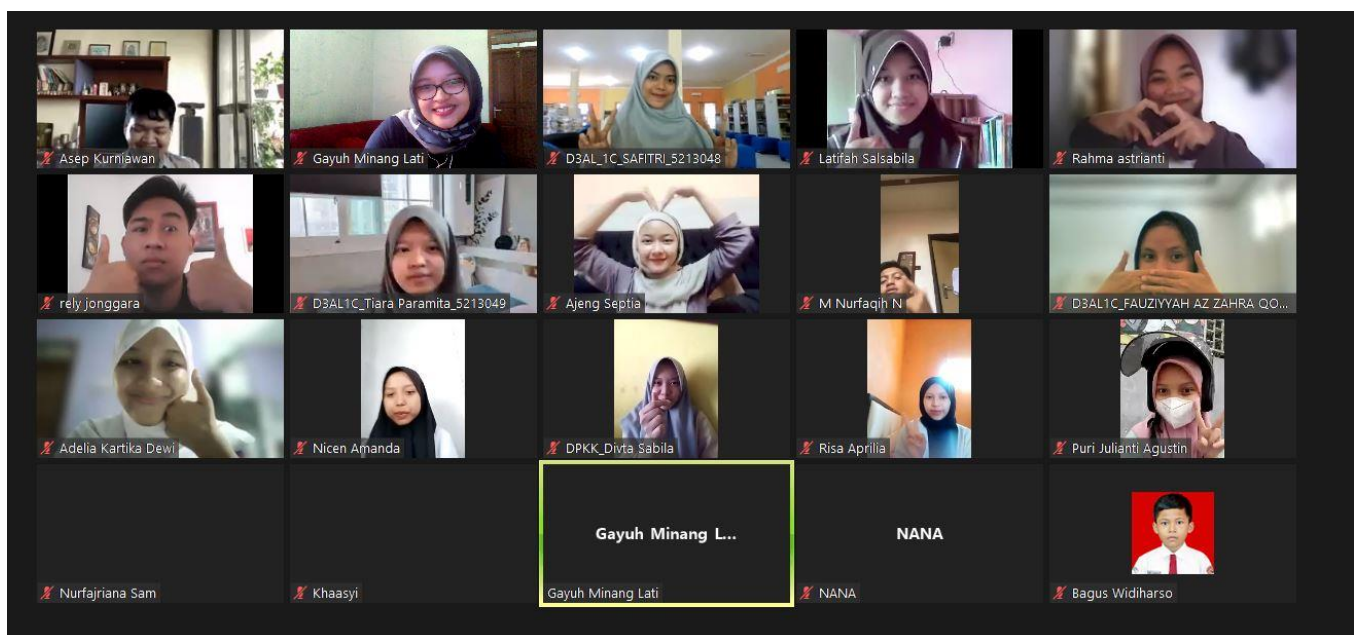 Asep Kurniawan
Gayuh Minang Lati
D3AL_1C_SAFITRI_5213048
Latifah Salsabila
Rahma astrianti
rely jonggara
D3AL1C_Tiara Paramita_5213049
Ajeng Septia
M Nurfaqih N
D3AL1C_FAUZIYYAH AZ ZAHRA QO...
Adelia Kartika Dewi
Nicen Amanda
DPKK_Divta Sabila
Risa Aprilia
Puri Julianti Agustin
Nurfajriana Sam
Khaasyi
Gayuh Minang L...
Gayuh Minang Lati
NANA
NANA
Bagus Widiharso